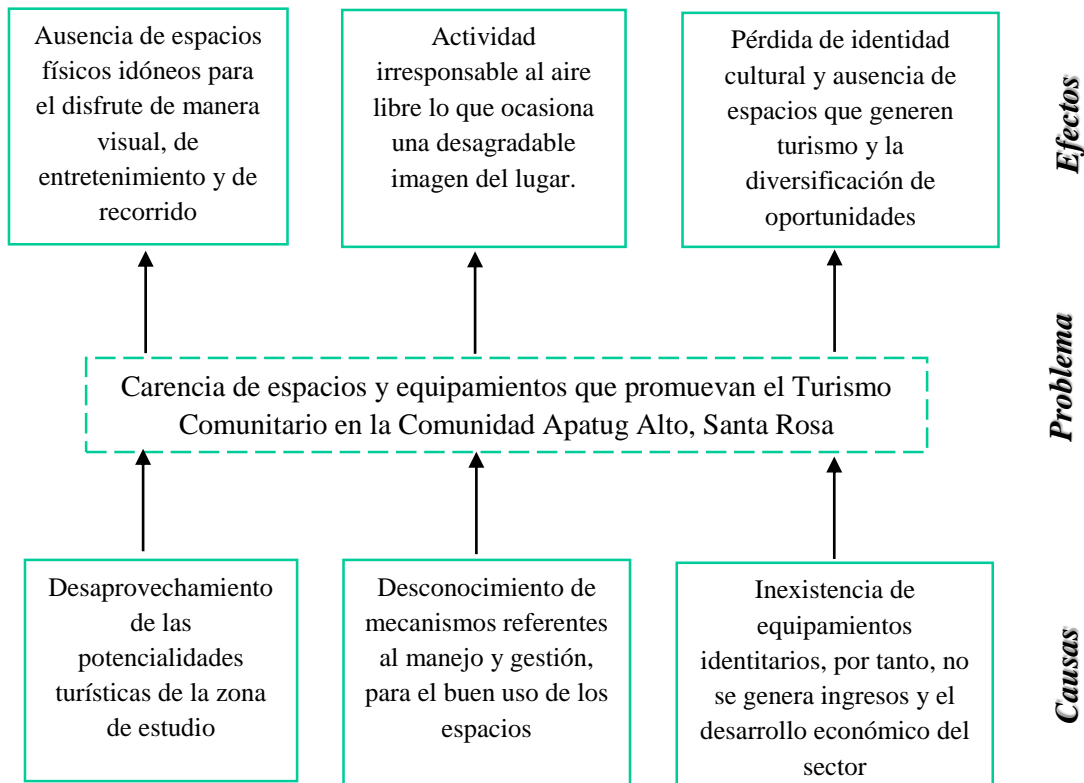 Ausencia de espacios
físicos idóneos para
el disfrute de manera
visual, de
entretenimiento y de
recorrido
Actividad
irresponsable al aire
libre lo que ocasiona
una desagradable
imagen del lugar.
Pérdida de identidad
cultural y ausencia de
espacios que generen
turismo y la
diversificación de
oportunidades
Efectos
Carencia de espacios y equipamientos que promuevan el Turismo
Comunitario en la Comunidad Apatug Alto, Santa Rosa
Problema
Desaprovechamiento
de las
potencialidades
turísticas de la zona
de estudio
Desconocimiento de
mecanismos referentes
al manejo y gestión,
para el buen uso de los
espacios
Inexistencia de
equipamientos
identitarios, por tanto, no
se genera ingresos y el
desarrollo económico del
sector
Causas